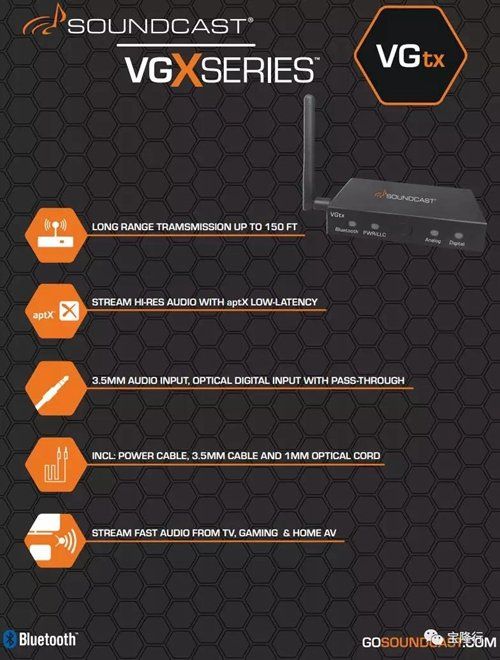 SOUNDCAST®
VGXSERIES™
VGtx
SOUNDCAST
VGtx
Bluetooth PWR/LLC Analog Digital
LONG RANGE TRAMSMISSION UP TO 150 FT
aptX
STREAM HI-RES AUDIO WITH aptX LOW-LATENCY
3.5MM AUDIO INPUT, OPTICAL DIGITAL INPUT WITH PASS-THROUGH
INCL: POWER CABLE, 3.5MM CABLE AND 1MM OPTICAL CORD
STREAM FAST AUDIO FROM TV, GAMING & HOME AV
Bluetooth™
GOSOUNDCAST.COM
宝隆行